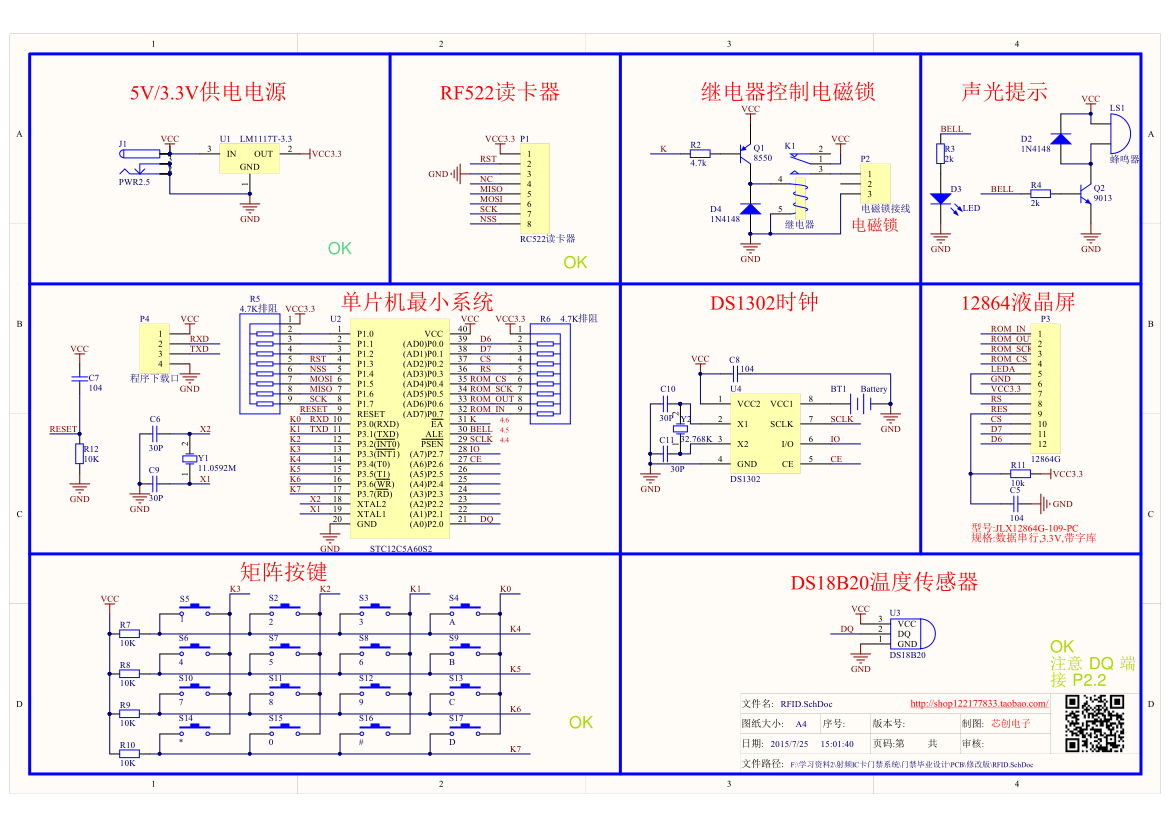 1 2 3 4
A
5V/3.3V供电电源
J1
VCC
PWR2.5
U1 LM1117T-3.3
3 IN OUT 2 VCC3.3
GND
1
GND
OK
RF522读卡器
VCC3.3 P1
1
RST 2
GND 3
NC 4
MISO 5
MOSI 6
SCK 7
NSS 8
RC522读卡器
OK
继电器控制电磁锁
VCC
K R2
4.7k
Q1
8550
K1 2 VCC
1
3
P2
1
2
3
4
5
D4
1N4148
继电器
电磁锁接线
电磁锁
GND
声光提示
BELL
R3
2k
D3
LED
GND
VCC LS1
D2
1N4148
蜂鸣器
BELL R4
2k
Q2
9013
GND
A
B
单片机最小系统
P4
VCC
1
2 RXD
3 TXD
4
程序下载口
GND
VCC
C7
104
RESET
R12
10K
GND
C6
30P
X2
2
Y1
11.0592M
1
C9
30P
X1
GND
R5
4.7K排阻
VCC3.3
1
2
3
4
5
6
7
8
9
U2
1 P1.0
2 P1.1
3 P1.2
RST 4 P1.3
NSS 5 P1.4
MOSI 6 P1.5
MISO 7 P1.6
SCK 8 P1.7
RESET 9 RESET
K0 RXD 10 P3.0(RXD)
K1 TXD 11 P3.1(TXD)
K2 12 P3.2(INT0)
K3 13 P3.3(INT1)
K4 14 P3.4(T0)
K5 15 P3.5(T1)
K6 16 P3.6(WR)
K7 17 P3.7(RD)
X2 18 XTAL2
X1 19 XTAL1
20 GND
GND
VCC 40 VCC
(AD0)P0.0 39 D6
(AD1)P0.1 38 D7
(AD2)P0.2 37 CS
(AD3)P0.3 36 RS
(AD4)P0.4 35 ROM_CS
(AD5)P0.5 34 ROM_SCK
(AD6)P0.6 33 ROM_OUT
(AD7)P0.7 32 ROM_IN
EA 31 K 4.6
ALE 30 BELL 4.5
PSEN 29 SCLK 4.4
(A7)P2.7 28 IO
(A6)P2.6 27 CE
(A5)P2.5 26
(A4)P2.4 25
(A3)P2.3 24
(A2)P2.2 23
(A1)P2.1 22
(A0)P2.0 21 DQ
STC12C5A60S2
VCC3.3
R6 4.7K排阻
1
2
3
4
5
6
7
8
9
DS1302时钟
VCC
C8
104
C10
30P
2
Y2
32.768K
C11
30P
GND
U4
1 VCC2 VCC1 8
2 X1 SCLK 7 SCLK
3 X2 I/O 6 IO
4 GND CE 5 CE
DS1302
BT1 Battery
GND
12864液晶屏
P3
ROM_IN 1
ROM_OU 2
ROM_SCK 3
ROM_CS 4
LEDA 5
GND 6
VCC3.3 7
RS 8
RES 9
CS 10
D7 11
D6 12
12864G
R11
10k
VCC3.3
C5
104
GND
型号:JLX12864G-109-PC
规格:数据串行,3.3V,带字库
B
C
C
矩阵按键
K3 K2 K1 K0
VCC
S5 S2 S3 S4
1 2 3 A
R7
10K
K4
S6 S7 S8 S9
4 5 6 B
R8
10K
K5
S10 S11 S12 S13
7 8 9 C
R9
10K
K6
S14 S15 S16 S17
* 0 # D
R10
10K
K7
OK
DS18B20温度传感器
VCC
U3
3 VCC
DQ 2 DQ
1 GND
GND
DS18B20
OK
注意 DQ 端
接 P2.2
D
D
文件名: RFID.SchDoc http://shop122177833.taobao.com/
图纸大小: A4 序号: 版本号: 制图: 芯创电子
日期: 2015/7/25 15:01:40 页码:第 共 审核:
文件路径: F:\学习资料2\射频IC卡门禁系统\门禁毕业设计\PCB\修改版\RFID.SchDoc
1 2 3 4